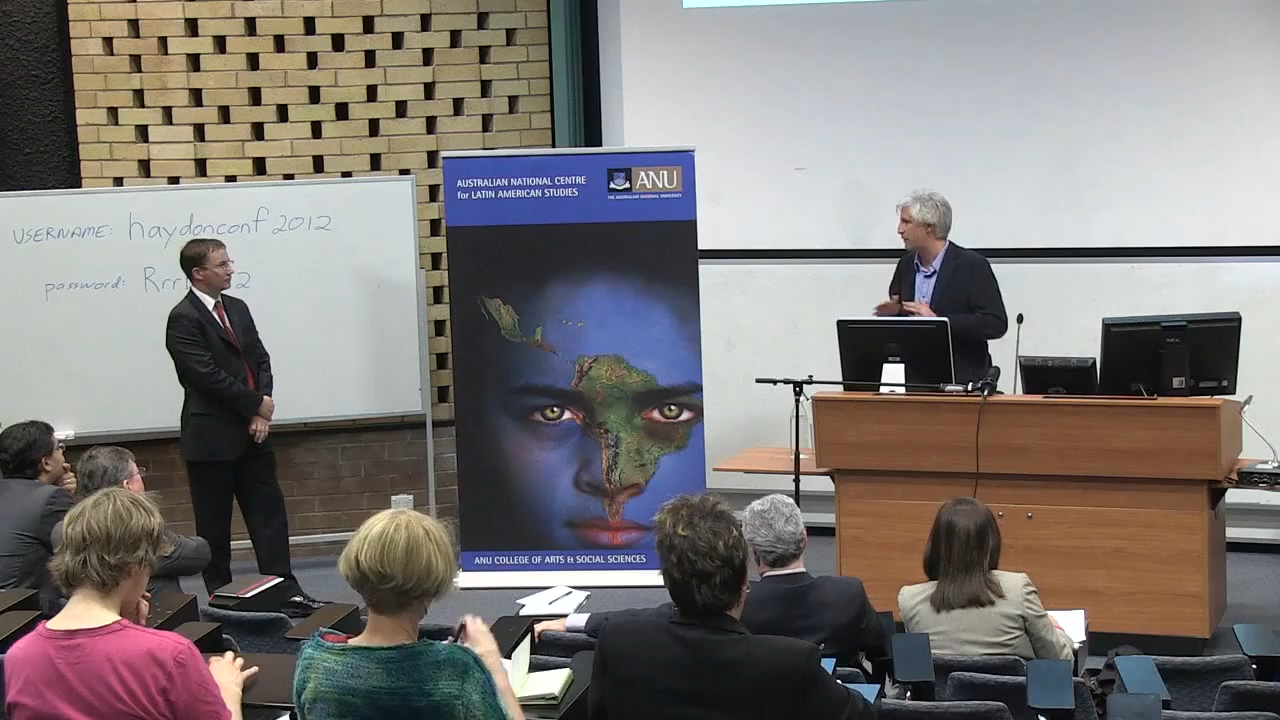 USERNAME: haydonconf2012
password:
AUSTRALIAN NATIONAL CENTRE
for LATIN AMERICAN STUDIES
ANU
THE AUSTRALIAN NATIONAL UNIVERSITY
ANU COLLEGE OF ARTS & SOCIAL SCIENCES
NEC